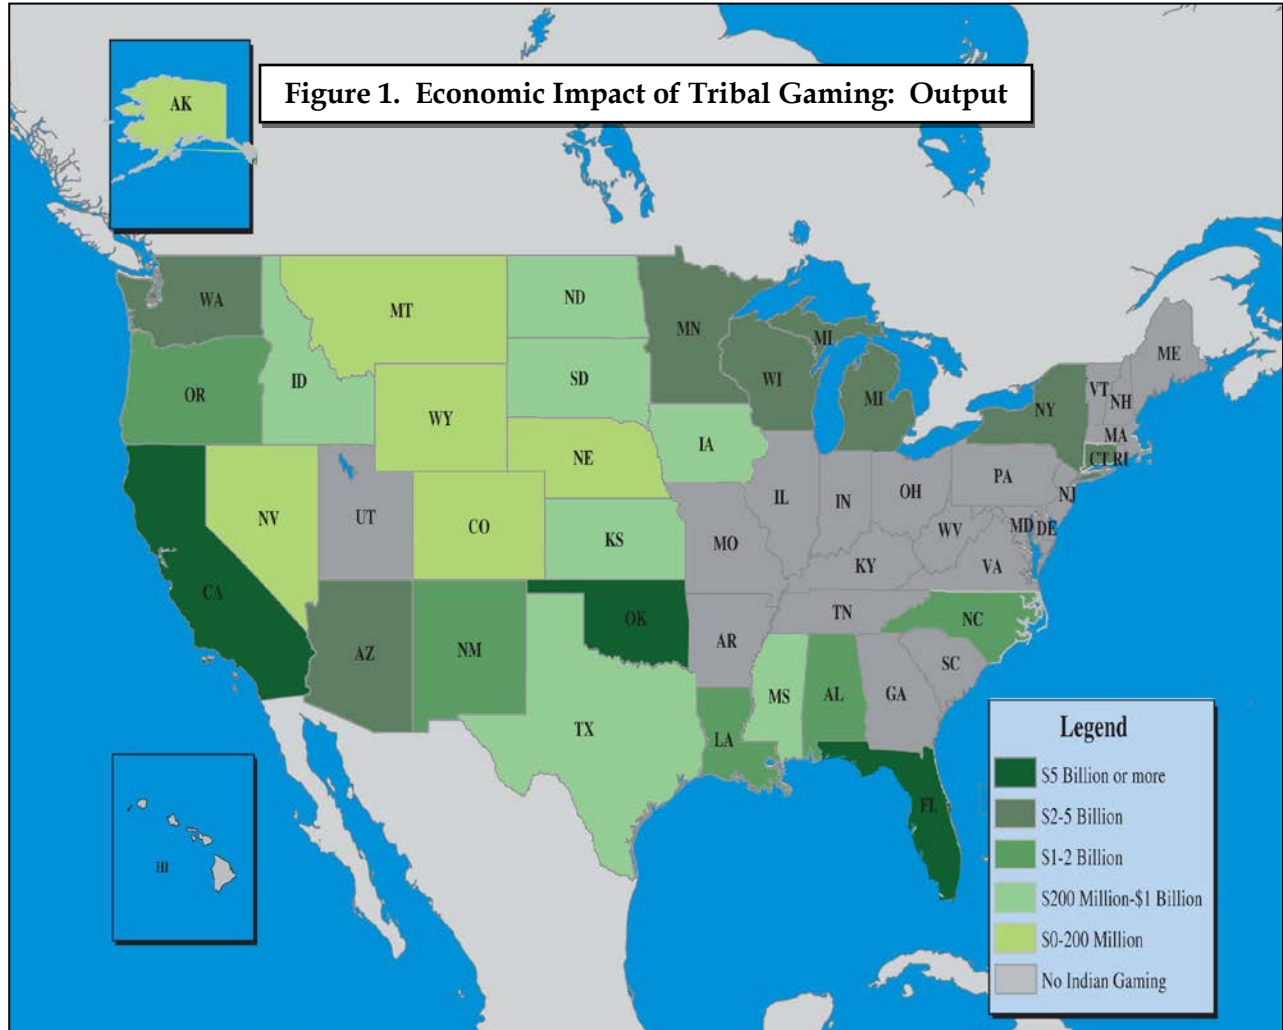 Figure 1. Economic Impact of Tribal Gaming: Output
AK
WA
MT
ND
MN
MI
ME
OR
ID
SD
WI
MI
NY
VT
NH
MA
CT RI
WY
IA
NE
NV
UT
CO
KS
IL
IN
OH
PA
NJ
MD
DE
WV
VA
MO
KY
CA
AZ
NM
OK
AR
TN
NC
SC
TX
LA
MS
AL
GA
FL
HI
Legend
$5 Billion or more
$2-5 Billion
$1-2 Billion
$200 Million-$1 Billion
$0-200 Million
No Indian Gaming